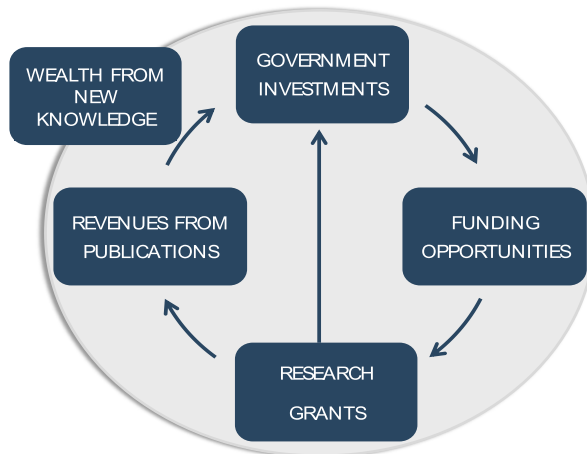 GOVERNMENT
INVESTMENTS
WEALTH FROM
NEW
KNOWLEDGE
REVENUES FROM
PUBLICATIONS
FUNDING
OPPORTUNITIES
RESEARCH
GRANTS